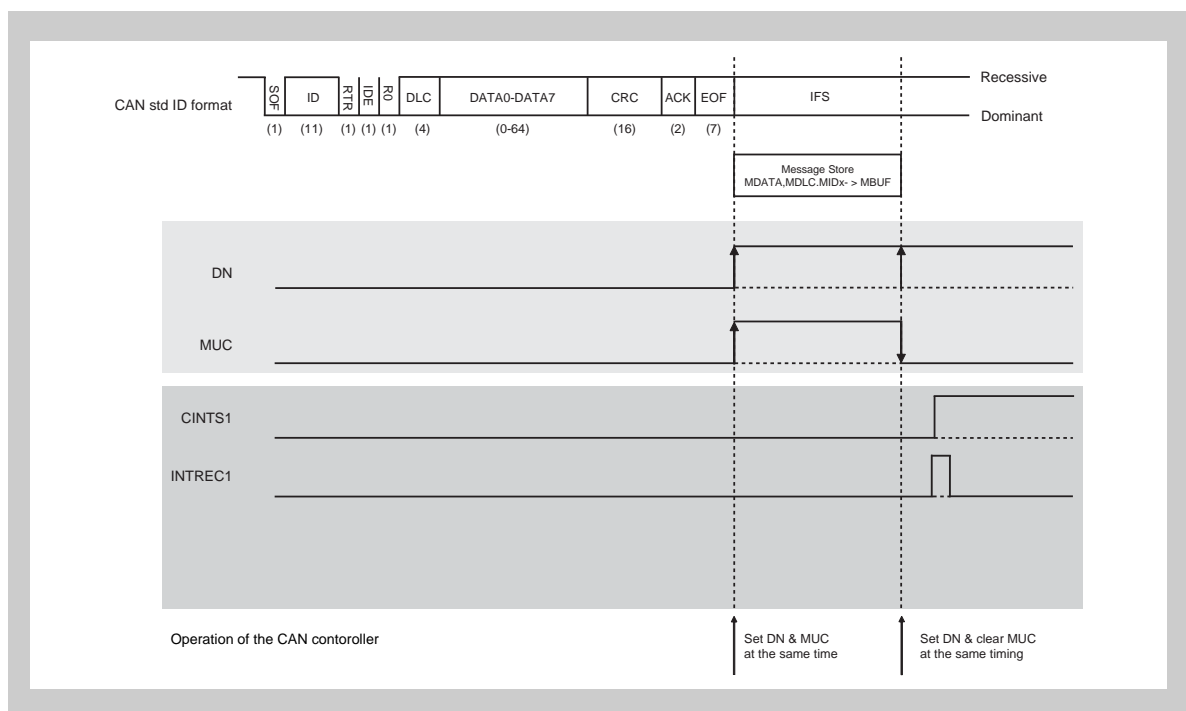 Recessive
CAN std ID format
SOF
ID
RTR
IDE
R0
DLC
DATA0-DATA7
CRC
ACK
EOF
IFS
Dominant
(1)
(11)
(1)
(1)
(1)
(4)
(0-64)
(16)
(2)
(7)
Message Store
MDATA,MDLC.MIDx- > MBUF
DN
MUC
CINTS1
INTREC1
Operation of the CAN contoroller
Set DN & MUC
at the same time
Set DN & clear MUC
at the same timing